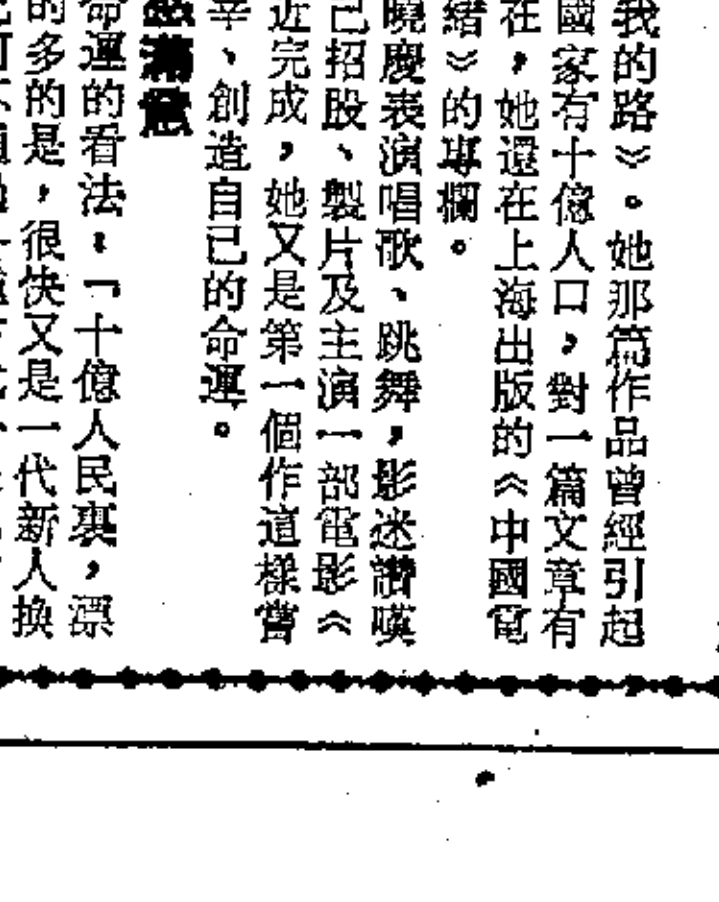 我的路》。她那篇作品曾經引起
國家有十億人口，對一篇文章有
在，她還在上海出版的《中國電
緒》的專欄。
曉慶表演唱歌、跳舞，影迷讚嘆
己招股、製片及主演一部電影《
近完成，她又是第一個作這樣嘗
辛、創造自己的命運。
滿意
命運的看法：「十億人民裏，漂
的多的是，很快又是一代新人換